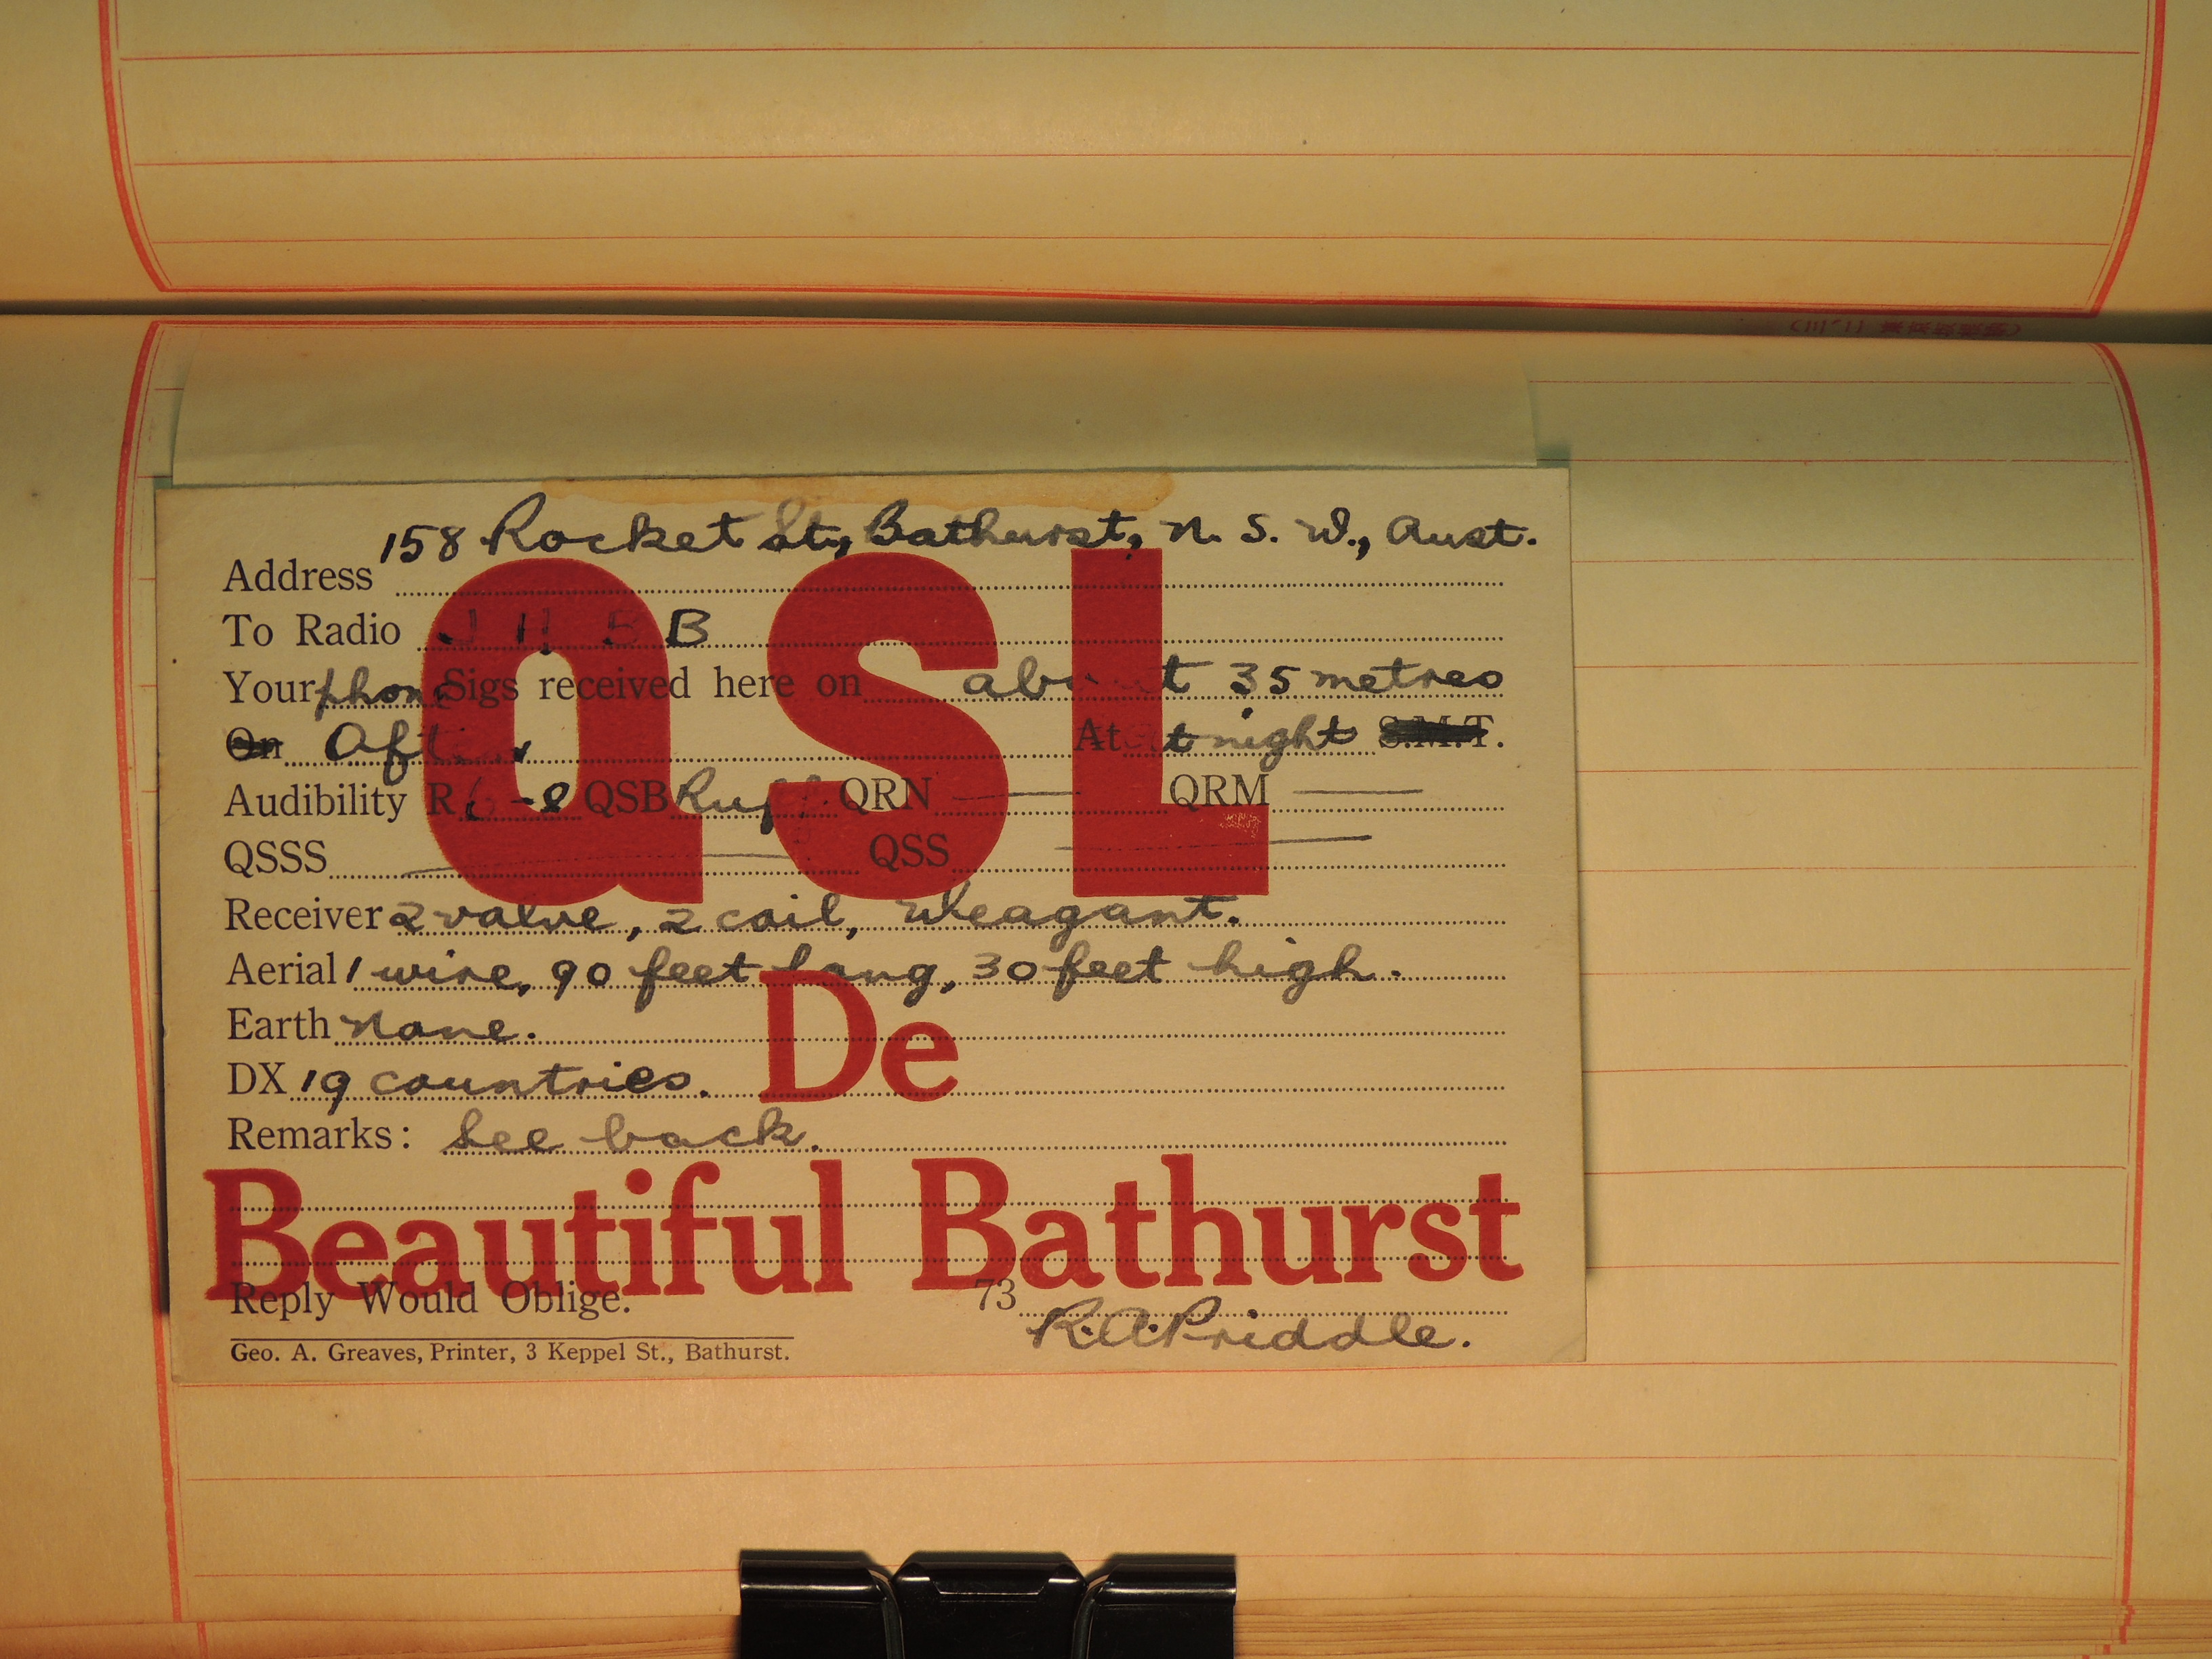 158 Rocket St., Bathurst, N. S. W., Aust.
Address
To Radio J H B B
Your phone Sigs received here on about 35 metres
On Often At at night S.M.T.
Audibility R 6-8 QSB Ruff. QRN — QRM —
QSSS — QSS —
Receiver 2 valve, 2 coil, Weagant.
Aerial 1 wire, 90 feet long, 30 feet high.
Earth None.
DX 19 countries.
Remarks: See back.
QSL
De
Beautiful Bathurst
Reply Would Oblige. 73 R.A.Priddle.
Geo. A. Greaves, Printer, 3 Keppel St., Bathurst.